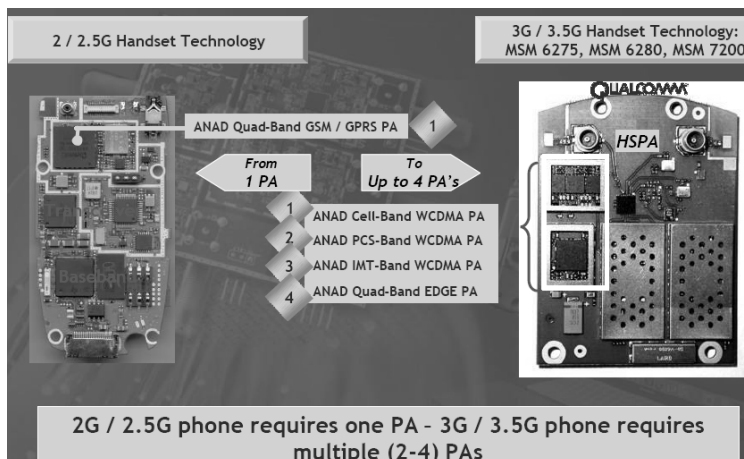 2 / 2.5G Handset Technology
3G / 3.5G Handset Technology:
MSM 6275, MSM 6280, MSM 7200
QUALCOMM
ANAD Quad-Band GSM / GPRS PA
1
HSPA
From
1 PA
To
Up to 4 PA's
1
ANAD Cell-Band WCDMA PA
2
ANAD PCS-Band WCDMA PA
3
ANAD IMT-Band WCDMA PA
4
ANAD Quad-Band EDGE PA
Baseband
2G / 2.5G phone requires one PA – 3G / 3.5G phone requires
multiple (2-4) PAs